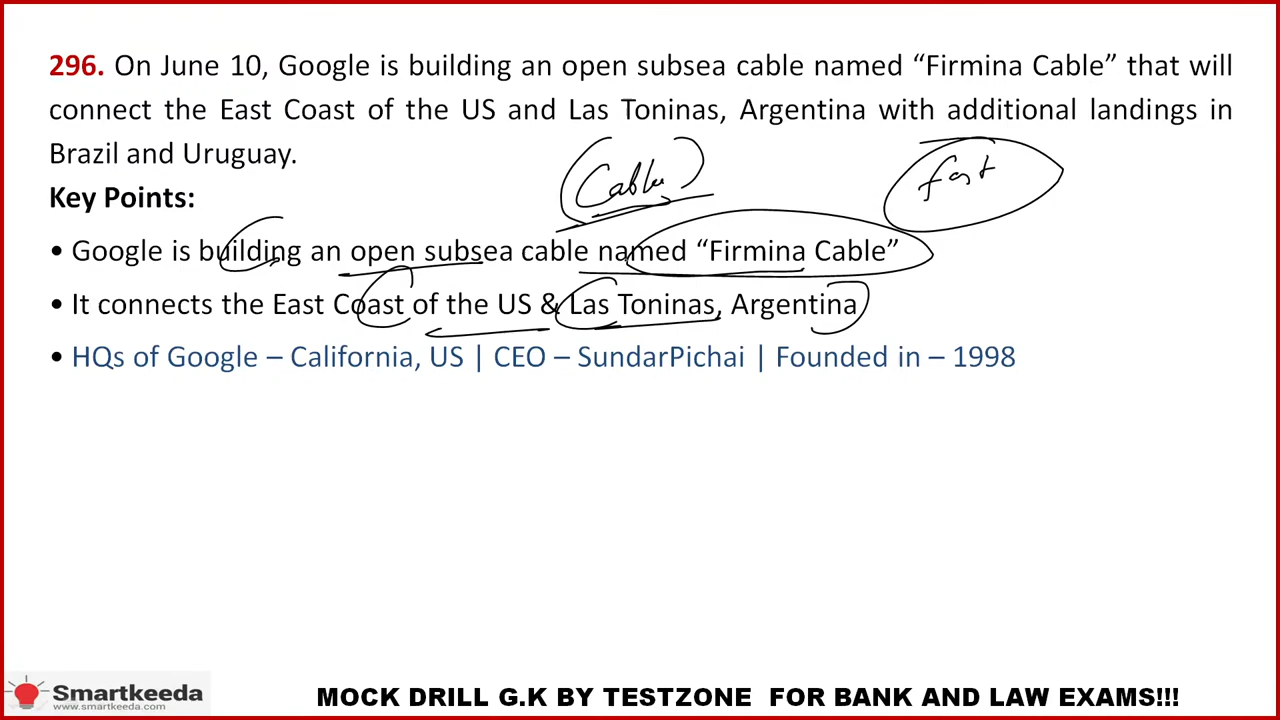 296. On June 10, Google is building an open subsea cable named “Firmina Cable” that will
connect the East Coast of the US and Las Toninas, Argentina with additional landings in
Brazil and Uruguay.
Cable
fast
Key Points:
• Google is building an open subsea cable named “Firmina Cable”
• It connects the East Coast of the US & Las Toninas, Argentina
• HQs of Google – California, US | CEO – SundarPichai | Founded in – 1998
Smartkeeda
www.smartkeeda.com
MOCK DRILL G.K BY TESTZONE FOR BANK AND LAW EXAMS!!!